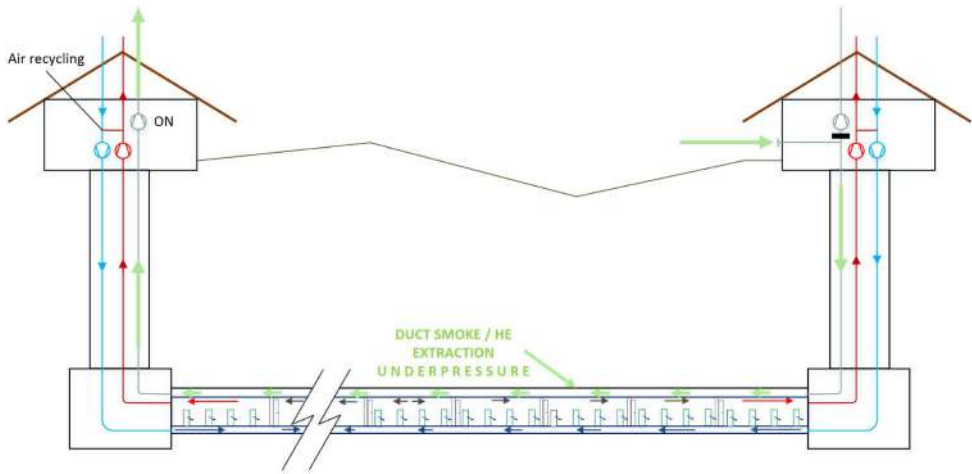 Air recycling
ON
DUCT SMOKE / HE
EXTRACTION
UNDERPRESSURE